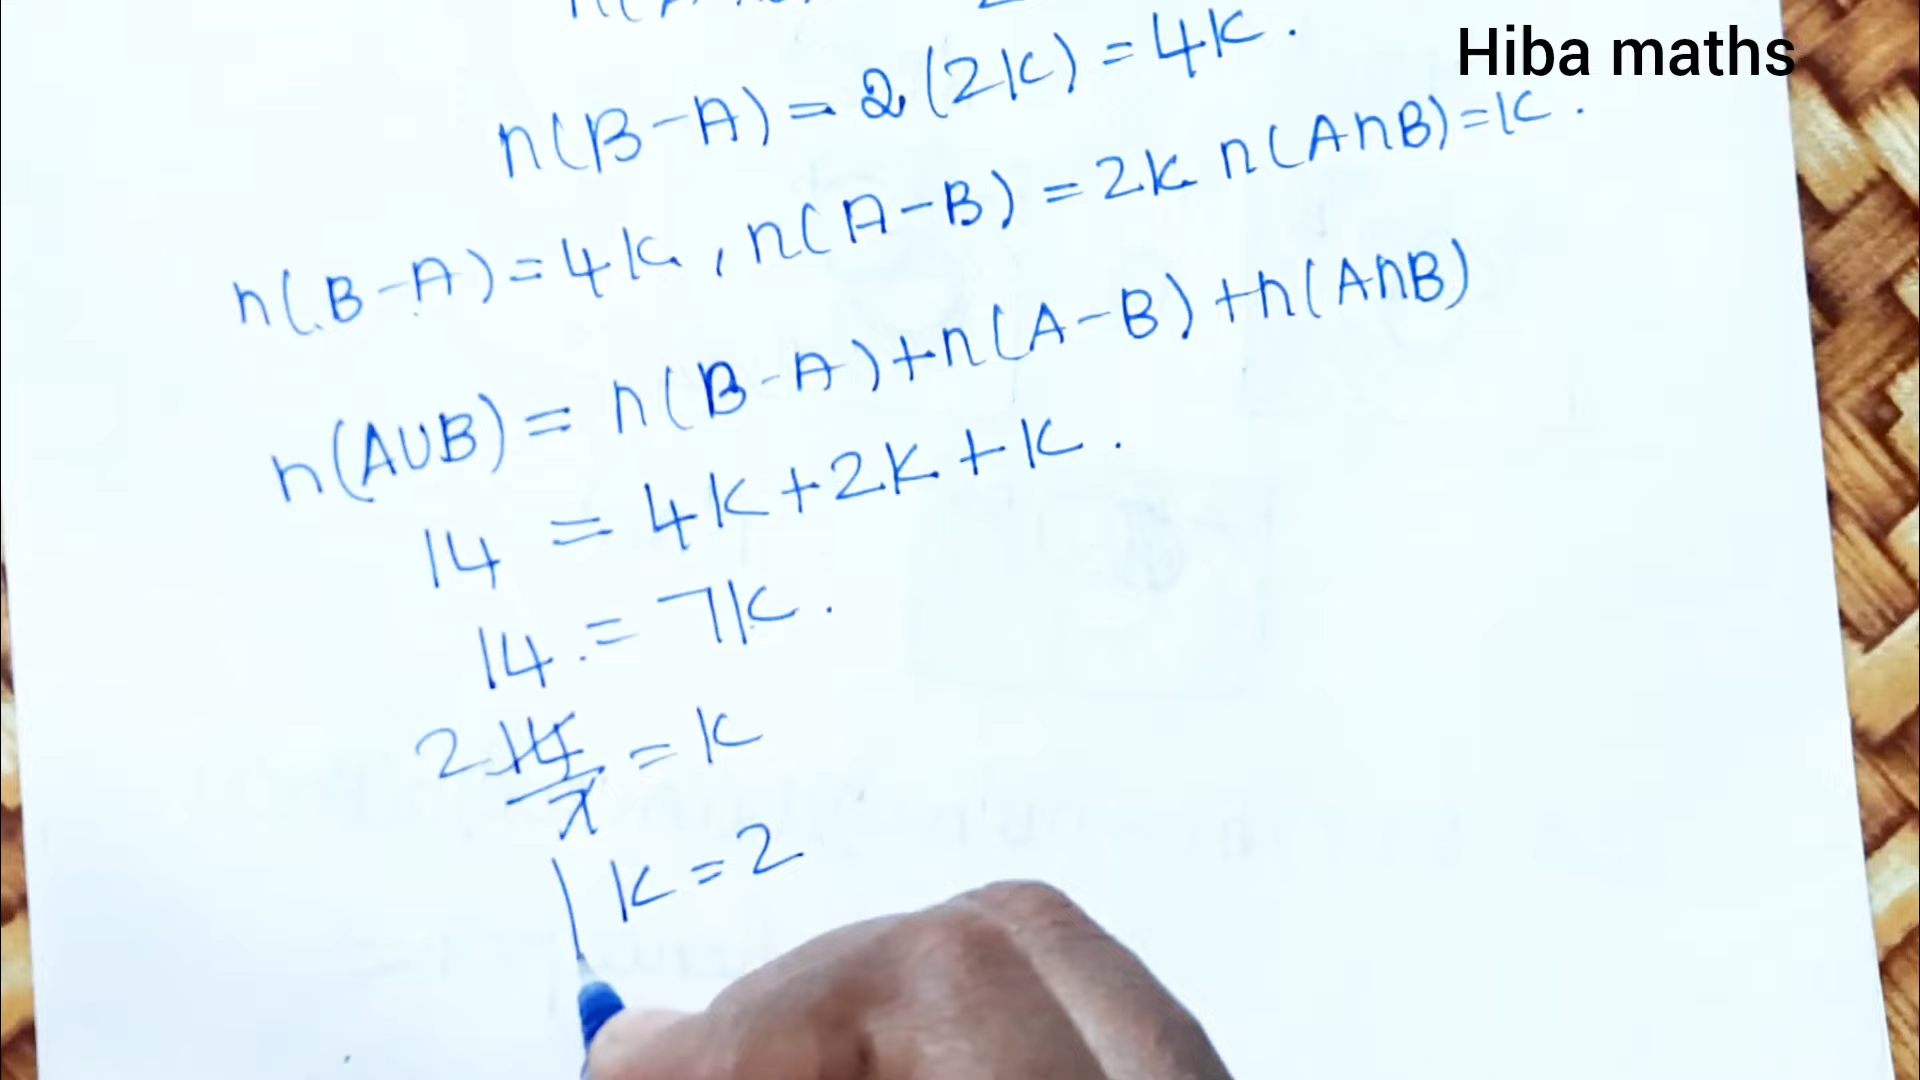 Hiba maths
n(B-A) = 2(2K) = 4K.
n(B-A) = 4K, n(A-B) = 2K n(A∩B) = K.
n(A∪B) = n(B-A)+n(A-B)+n(A∩B)
14 = 4K+2K+K.
14 = 7K.
2 14/7 = K
K = 2